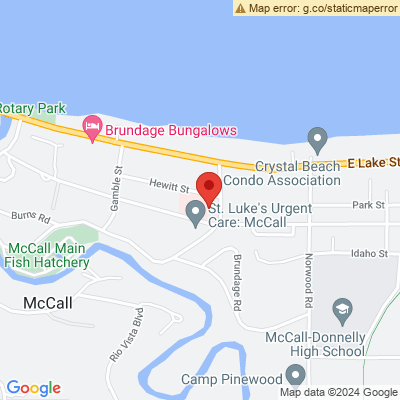 Map error: g.co/staticmaperror
Rotary Park
Brundage Bungalows
Crystal Beach
Condo Association
E Lake St
Hewitt St
Gamble St
Park St
Burns Rd
St. Luke's Urgent
Care: McCall
McCall Main
Fish Hatchery
Idaho St
Brundage Rd
Norwood Rd
McCall
Rio Vista Blvd
McCall-Donnelly
High School
Camp Pinewood
Google
Map data ©2024 Google